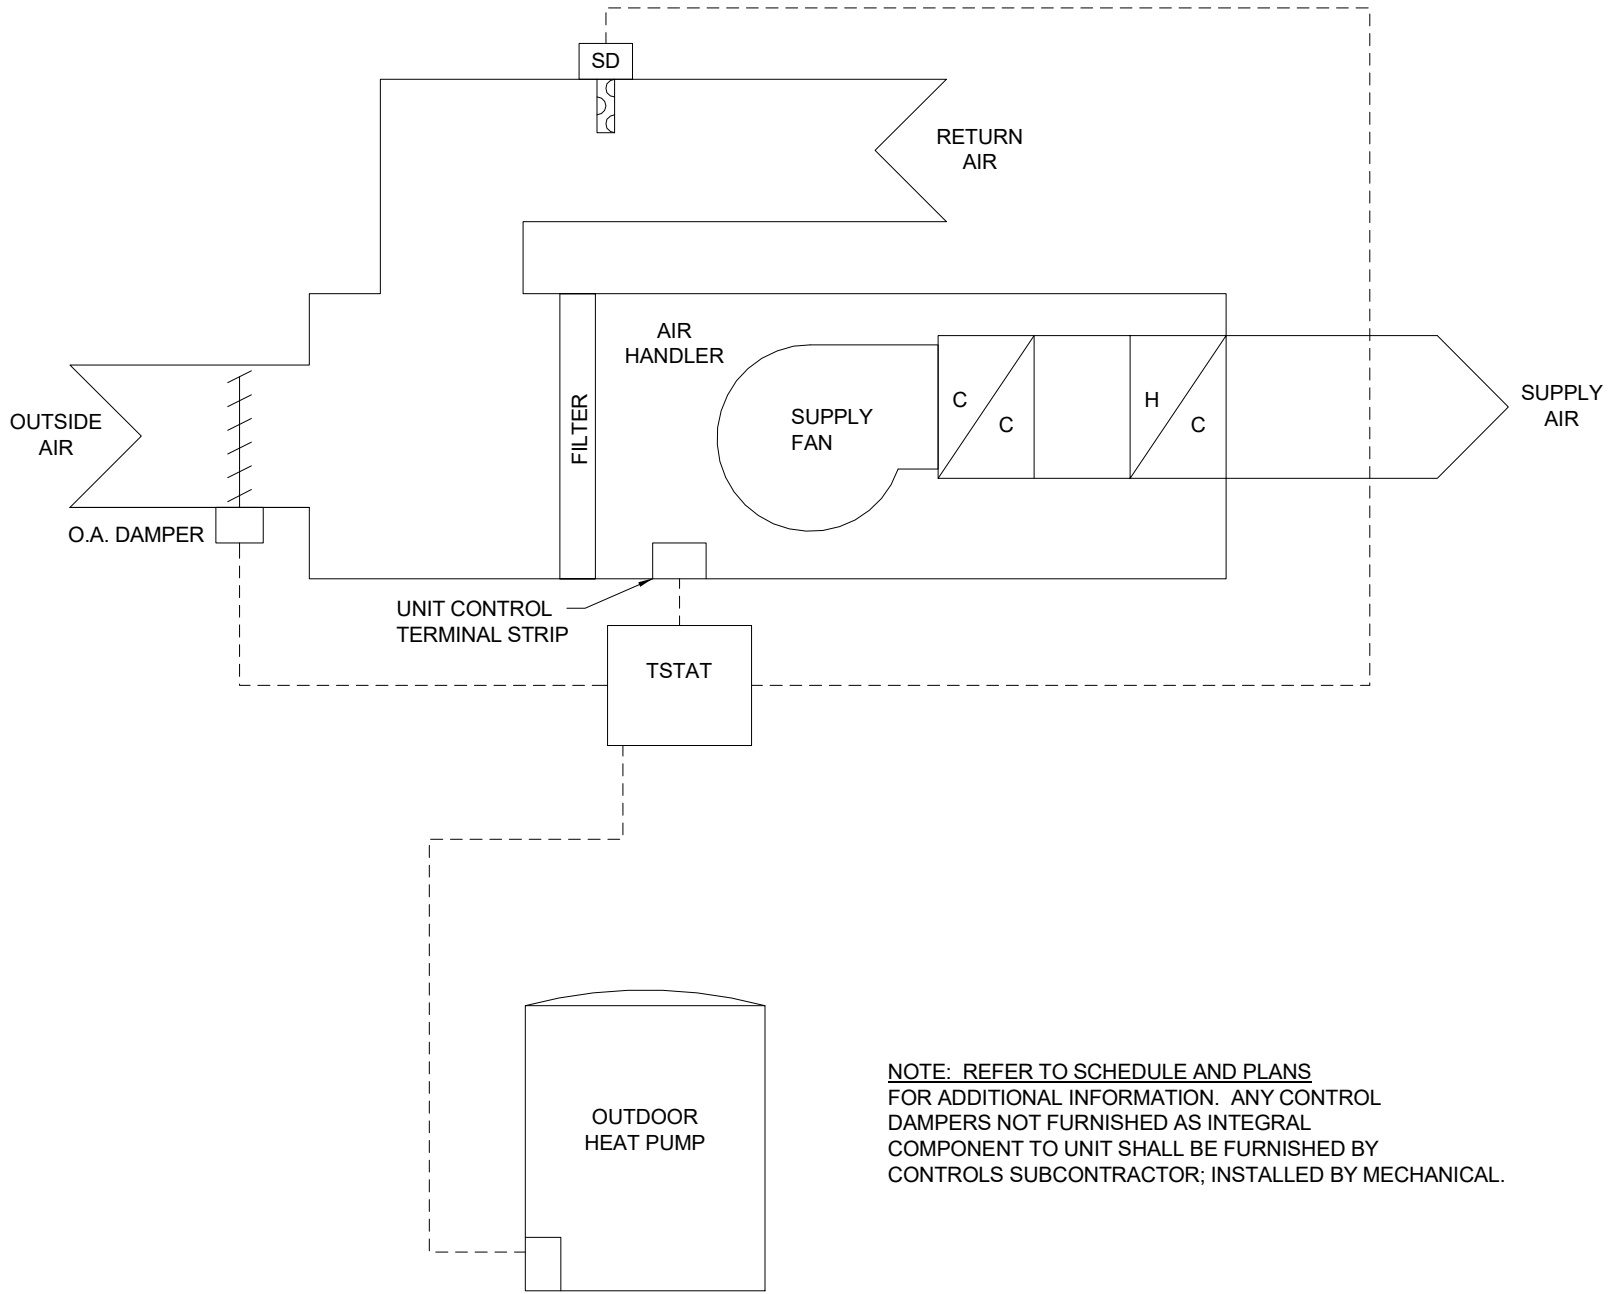 SD
RETURN
AIR
AIR
HANDLER
OUTSIDE
AIR
FILTER
SUPPLY
FAN
C
C
H
C
SUPPLY
AIR
O.A. DAMPER
UNIT CONTROL
TERMINAL STRIP
TSTAT
OUTDOOR
HEAT PUMP
NOTE:  REFER TO SCHEDULE AND PLANS
FOR ADDITIONAL INFORMATION.  ANY CONTROL
DAMPERS NOT FURNISHED AS INTEGRAL
COMPONENT TO UNIT SHALL BE FURNISHED BY
CONTROLS SUBCONTRACTOR; INSTALLED BY MECHANICAL.